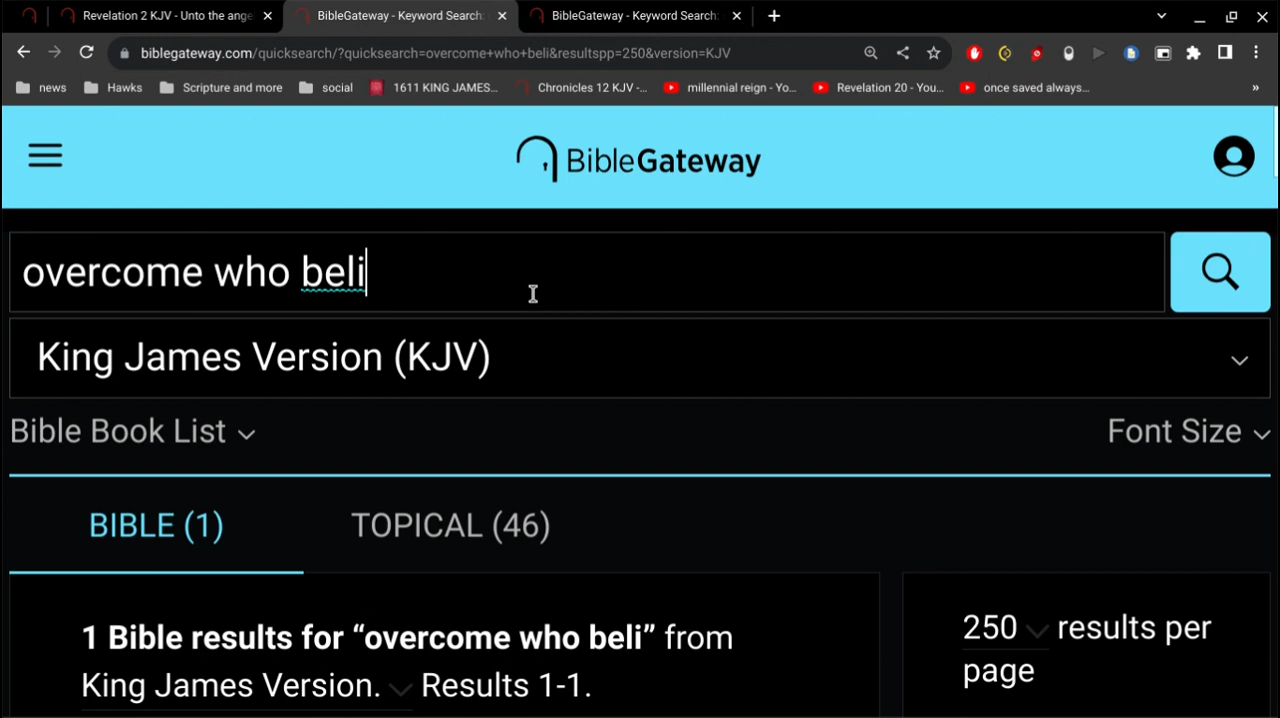 Revelation 2 KJV - Unto the ange
BibleGateway - Keyword Search:
BibleGateway - Keyword Search:
biblegateway.com/quicksearch/?quicksearch=overcome+who+beli&resultspp=250&version=KJV
news Hawks Scripture and more social 1611 KING JAMES... Chronicles 12 KJV -... millennial reign - Yo... Revelation 20 - You... once saved always... »
BibleGateway
overcome who beli
King James Version (KJV)
Bible Book List Font Size
BIBLE (1) TOPICAL (46)
1 Bible results for “overcome who beli” from
King James Version. Results 1-1.
250 results per
page